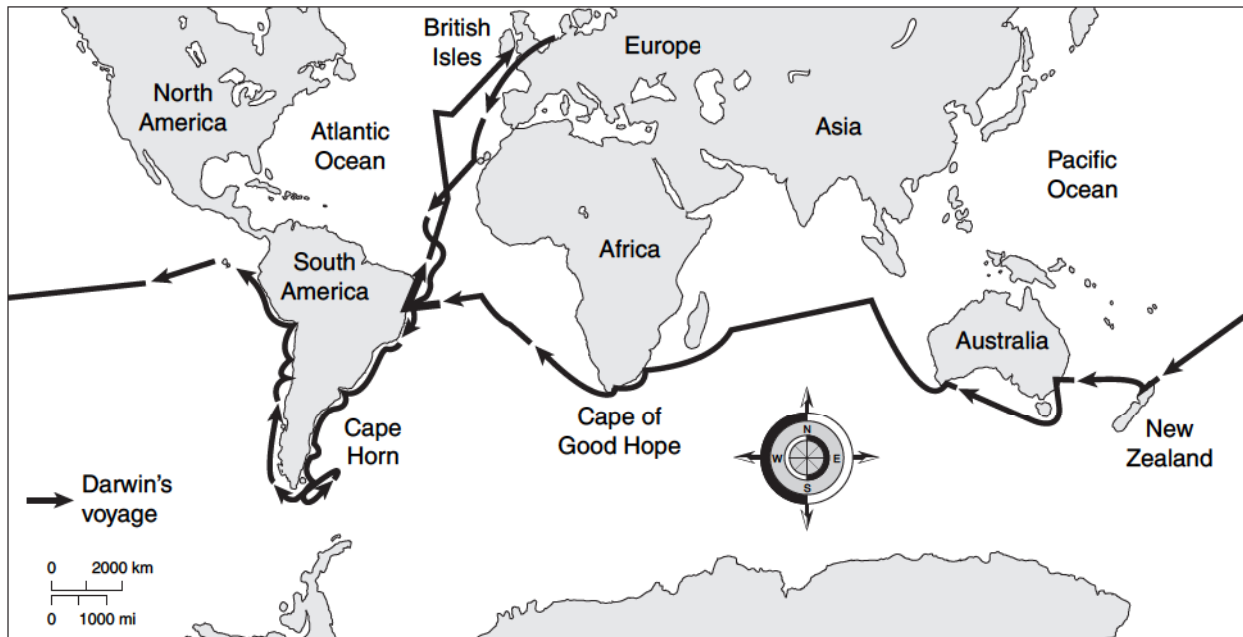 British
Isles
Europe
North
America
Atlantic
Ocean
Asia
Pacific
Ocean
South
America
Africa
Australia
Cape
Horn
Cape of
Good Hope
New
Zealand
N
W E
S
Darwin's
voyage
0 2000 km
0 1000 mi